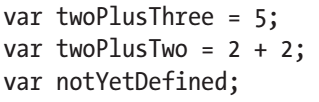 var twoPlusThree = 5;
var twoPlusTwo = 2 + 2;
var notYetDefined;